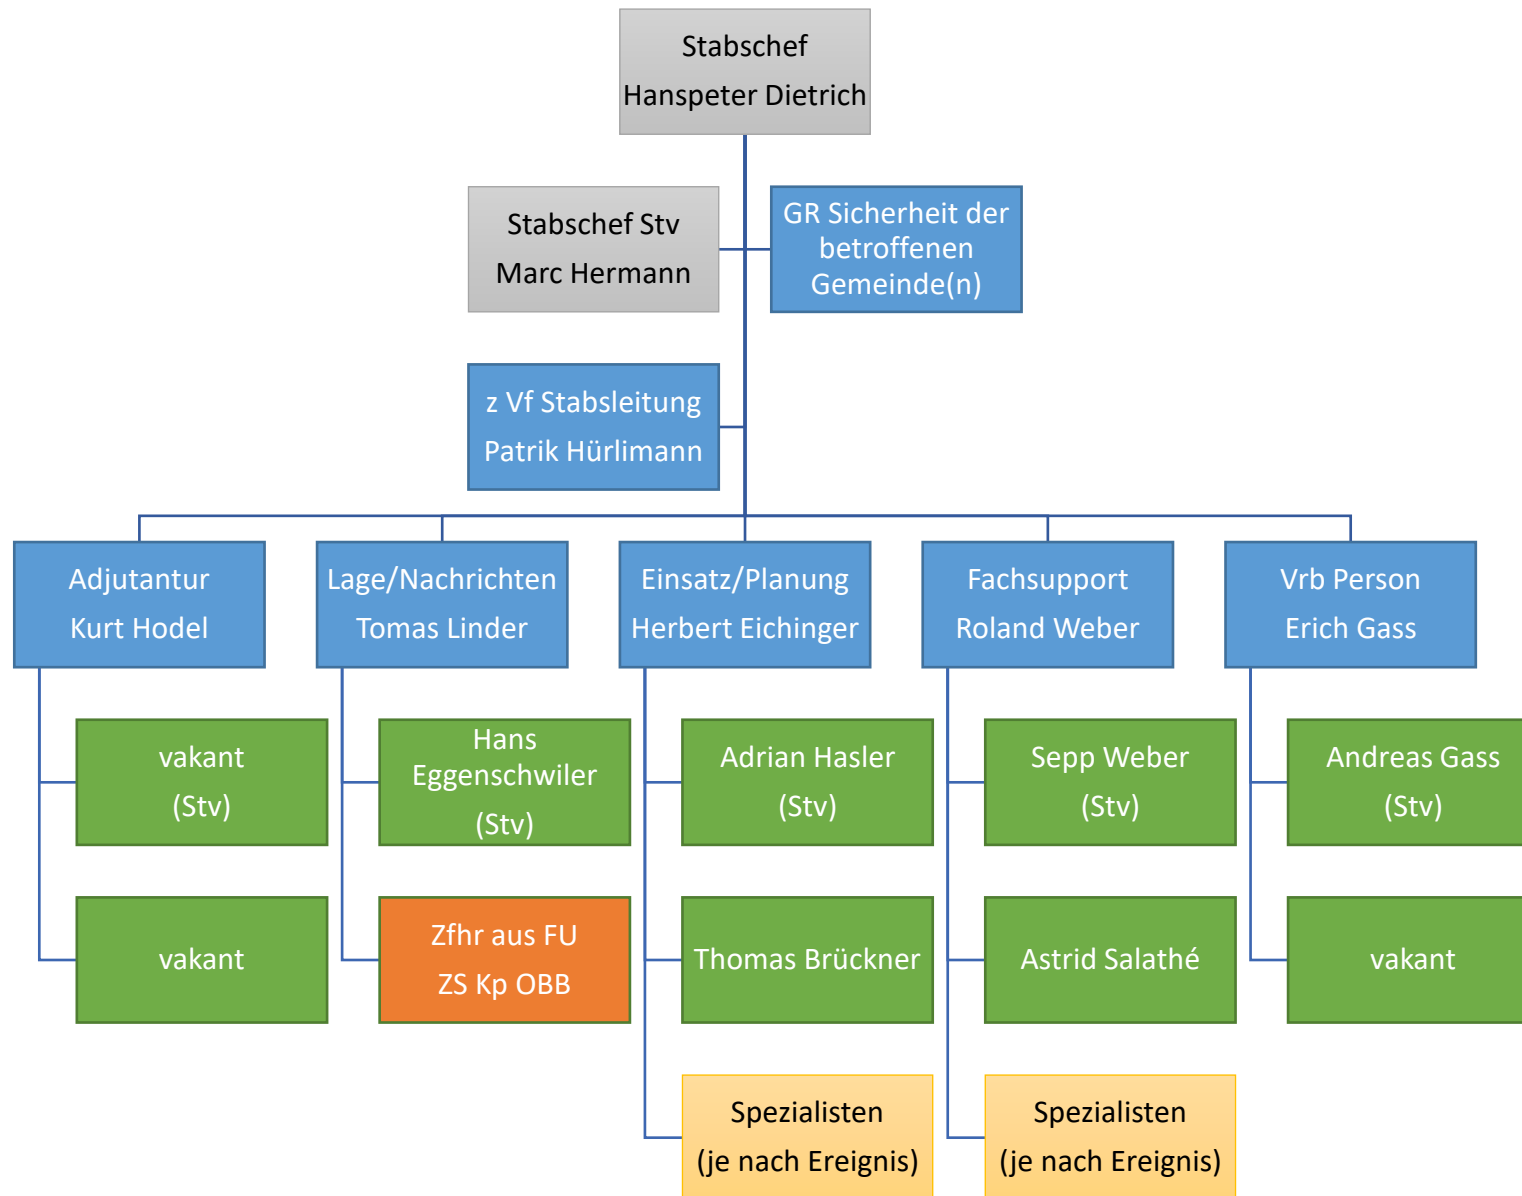 Stabschef
Hanspeter Dietrich
Stabschef Stv
Marc Hermann
GR Sicherheit der
betroffenen
Gemeinde(n)
z Vf Stabsleitung
Patrik Hürlimann
Adjutantur
Kurt Hodel
Lage/Nachrichten
Tomas Linder
Einsatz/Planung
Herbert Eichinger
Fachsupport
Roland Weber
Vrb Person
Erich Gass
vakant
(Stv)
Hans
Eggenschwiler
(Stv)
Adrian Hasler
(Stv)
Sepp Weber
(Stv)
Andreas Gass
(Stv)
vakant
Zfhr aus FU
ZS Kp OBB
Thomas Brückner
Astrid Salathé
vakant
Spezialisten
(je nach Ereignis)
Spezialisten
(je nach Ereignis)